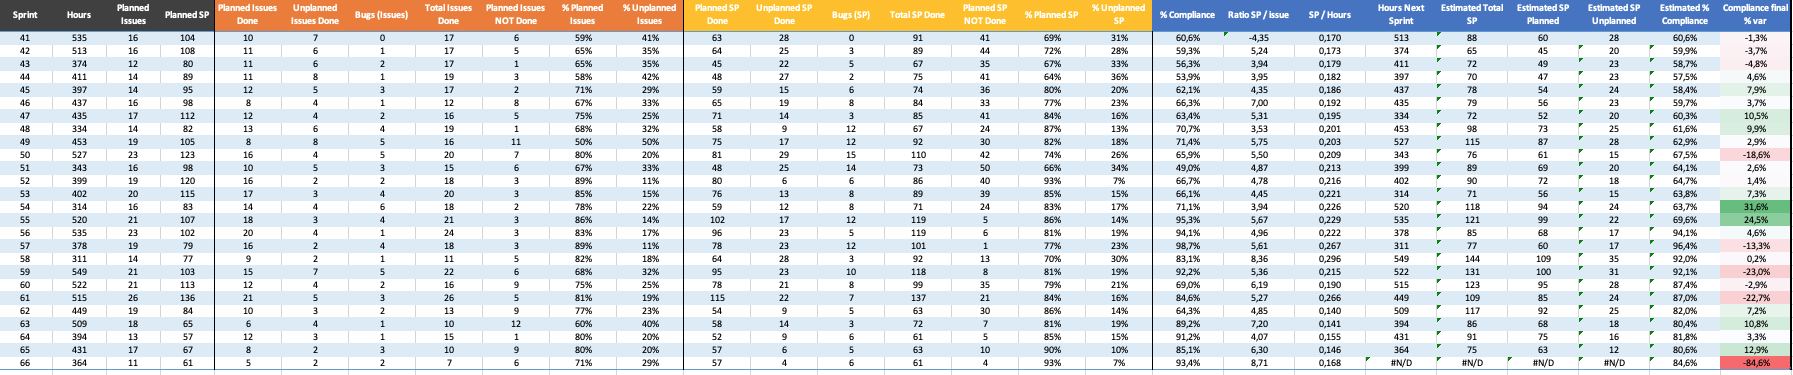 Sprint Hours Planned Issues Planned SP Planned Issues Done Unplanned Issues Done Bugs (Issues) Total Issues Done Planned Issues NOT Done % Planned Issues % Unplanned Issues Planned SP Done Unplanned SP Done Bugs (SP) Total SP Done Planned SP NOT Done % Planned SP % Unplanned SP % Compliance Ratio SP / issue SP / Hours Hours Next Sprint Estimated Total SP Estimated SP Planned Estimated SP Unplanned Estimated % Compliance Compliance final % var
41 535 16 104 10 7 0 17 6 59% 41% 63 28 0 91 41 69% 31% 60,6% -4,35 0,170 513 88 60 28 60,6% -1,3%
42 513 16 108 11 6 1 17 5 65% 35% 64 25 3 89 44 72% 28% 59,3% 5,24 0,173 374 65 45 20 59,9% -3,7%
43 374 12 80 11 6 2 17 1 65% 35% 45 22 5 67 35 67% 33% 56,3% 3,94 0,179 411 72 49 23 58,7% -4,8%
44 411 14 89 11 8 1 19 3 58% 42% 48 27 2 75 41 64% 36% 53,9% 3,95 0,182 397 70 47 23 57,5% 4,6%
45 397 14 95 12 5 3 17 2 71% 29% 59 15 6 74 36 80% 20% 62,1% 4,35 0,186 437 78 54 24 58,4% 7,9%
46 437 16 98 8 4 1 12 8 67% 33% 65 19 8 84 33 77% 23% 66,3% 7,00 0,192 435 79 56 23 59,7% 3,7%
47 435 17 112 12 4 2 16 5 75% 25% 71 14 3 85 41 84% 16% 63,4% 5,31 0,195 334 72 52 20 60,3% 10,5%
48 334 14 82 13 6 4 19 1 68% 32% 58 9 12 67 24 87% 13% 70,7% 3,53 0,201 453 98 73 25 61,6% 9,9%
49 453 19 105 8 8 5 16 11 50% 50% 75 17 12 92 30 82% 18% 71,4% 5,75 0,203 527 115 87 28 62,9% 2,9%
50 527 23 123 16 4 5 20 7 80% 20% 81 29 15 110 42 74% 26% 65,9% 5,50 0,209 343 76 61 15 67,5% -18,6%
51 343 16 98 10 5 3 15 6 67% 33% 48 25 14 73 50 66% 34% 49,0% 4,87 0,213 399 89 69 20 64,1% 2,6%
52 399 19 120 16 2 2 18 3 89% 11% 80 6 6 86 40 93% 7% 66,7% 4,78 0,216 402 90 72 18 64,7% 1,4%
53 402 20 115 17 3 4 20 3 85% 15% 76 13 8 89 39 85% 15% 66,1% 4,45 0,221 314 71 56 15 63,8% 7,3%
54 314 16 83 14 4 6 18 2 78% 22% 59 12 8 71 24 83% 17% 71,1% 3,94 0,226 520 118 94 24 63,7% 31,6%
55 520 21 107 18 3 4 21 3 86% 14% 102 17 12 119 5 86% 14% 95,3% 5,67 0,229 535 121 99 22 69,6% 24,5%
56 535 23 102 20 4 1 24 3 83% 17% 96 23 5 119 6 81% 19% 94,1% 4,96 0,222 378 85 68 17 94,1% 4,6%
57 378 19 79 16 2 4 18 3 89% 11% 78 23 12 101 1 77% 23% 98,7% 5,61 0,267 311 77 60 17 96,4% -13,3%
58 311 14 77 9 2 1 11 5 82% 18% 64 28 3 92 13 70% 30% 83,1% 8,36 0,296 549 144 109 35 92,0% 0,2%
59 549 21 103 15 7 5 22 6 68% 32% 95 23 10 118 8 81% 19% 92,2% 5,36 0,215 522 131 100 31 92,1% -23,0%
60 522 21 113 12 4 2 16 9 75% 25% 78 21 8 99 35 79% 21% 69,0% 6,19 0,190 515 123 95 28 87,4% -2,9%
61 515 26 136 21 5 3 26 5 81% 19% 115 22 7 137 21 84% 16% 84,6% 5,27 0,266 449 109 85 24 87,0% -22,7%
62 449 19 84 10 3 2 13 9 77% 23% 54 9 5 63 30 86% 14% 64,3% 4,85 0,140 509 117 92 25 82,0% 7,2%
63 509 18 65 6 4 1 10 12 60% 40% 58 14 3 72 7 81% 19% 89,2% 7,20 0,141 394 86 68 18 80,4% 10,8%
64 394 13 57 12 3 1 15 1 80% 20% 52 9 6 61 5 85% 15% 91,2% 4,07 0,155 431 91 75 16 81,8% 3,3%
65 431 17 67 8 2 3 10 9 80% 20% 57 6 5 63 10 90% 10% 85,1% 6,30 0,146 364 75 63 12 80,6% 12,9%
66 364 11 61 5 2 2 7 6 71% 29% 57 4 6 61 4 93% 7% 93,4% 8,71 0,168 #N/D #N/D #N/D #N/D 84,6% -84,6%